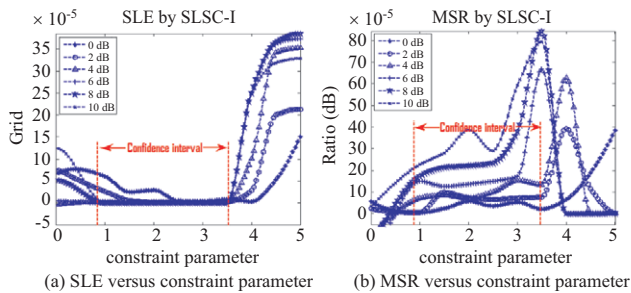 SLE by SLSC-I
× 10-5
40
35
30
25
20
15
10
5
0
-5
0 dB
2 dB
4 dB
6 dB
8 dB
10 dB
Confidence interval
Grid
0.0 1 2 3 4 5
constraint parameter
(a) SLE versus constraint parameter
MSR by SLSC-I
× 10-5
80
70
60
50
40
30
20
10
0
0 dB
2 dB
4 dB
6 dB
8 dB
10 dB
Confidence interval
Ratio (dB)
0.0 1 2 3 4 5
constraint parameter
(b) MSR versus constraint parameter